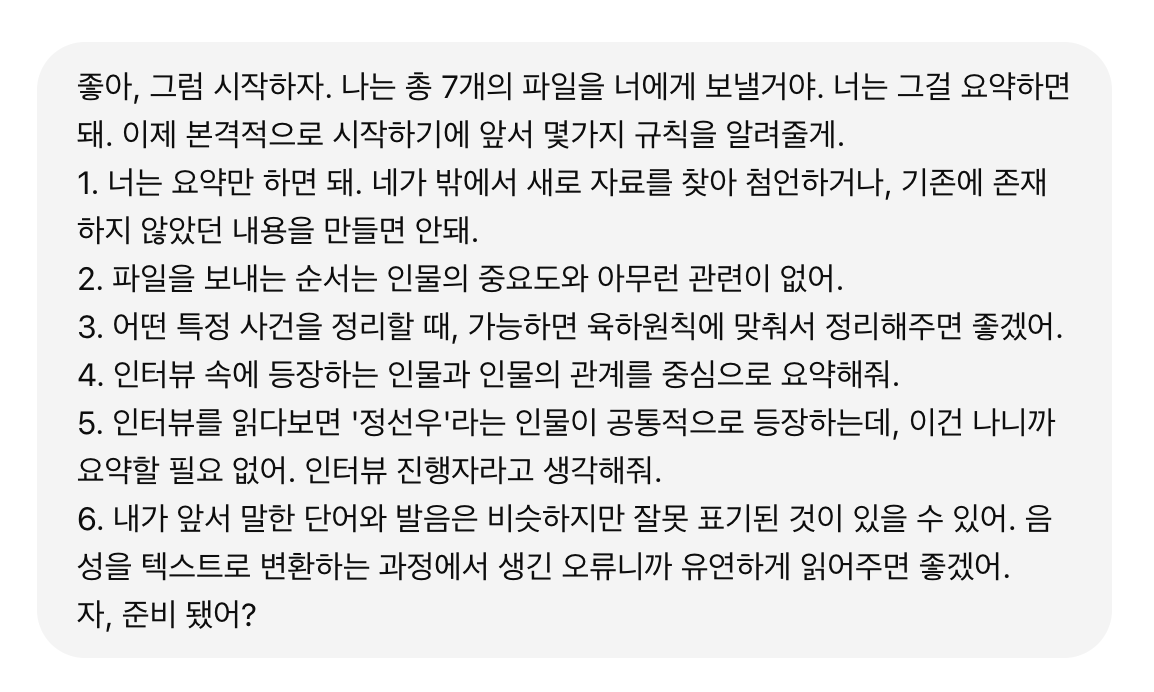 좋아, 그럼 시작하자. 나는 총 7개의 파일을 너에게 보낼거야. 너는 그걸 요약하면
돼. 이제 본격적으로 시작하기에 앞서 몇가지 규칙을 알려줄게.
1. 너는 요약만 하면 돼. 네가 밖에서 새로 자료를 찾아 첨언하거나, 기존에 존재
하지 않았던 내용을 만들면 안돼.
2. 파일을 보내는 순서는 인물의 중요도와 아무런 관련이 없어.
3. 어떤 특정 사건을 정리할 때, 가능하면 육하원칙에 맞춰서 정리해주면 좋겠어.
4. 인터뷰 속에 등장하는 인물과 인물의 관계를 중심으로 요약해줘.
5. 인터뷰를 읽다보면 '정선우'라는 인물이 공통적으로 등장하는데, 이건 나니까
요약할 필요 없어. 인터뷰 진행자라고 생각해줘.
6. 내가 앞서 말한 단어와 발음은 비슷하지만 잘못 표기된 것이 있을 수 있어. 음
성을 텍스트로 변환하는 과정에서 생긴 오류니까 유연하게 읽어주면 좋겠어.
자, 준비 됐어?